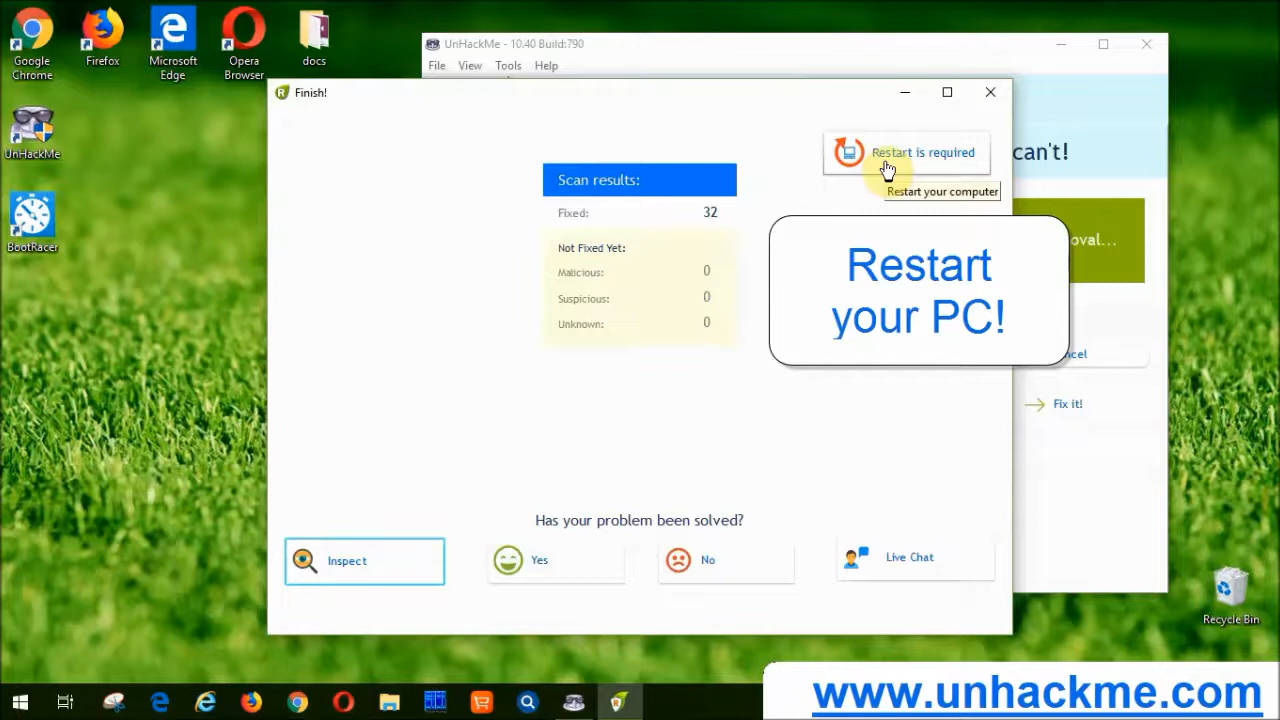 Google
Chrome
Firefox
Microsoft
Edge
Opera
Browser
docs
UnHackMe
BootRacer
UnHackMe - 10.40 Build:790
File View Tools Help
Finish!
Restart is required
Restart your computer
can't!
oval...
Scan results:
Fixed: 32
Not Fixed Yet:
Malicious: 0
Suspicious: 0
Unknown: 0
Restart
your PC!
ncel
Fix it!
Has your problem been solved?
Inspect
Yes
No
Live Chat
Recycle Bin
www.unhackme.com